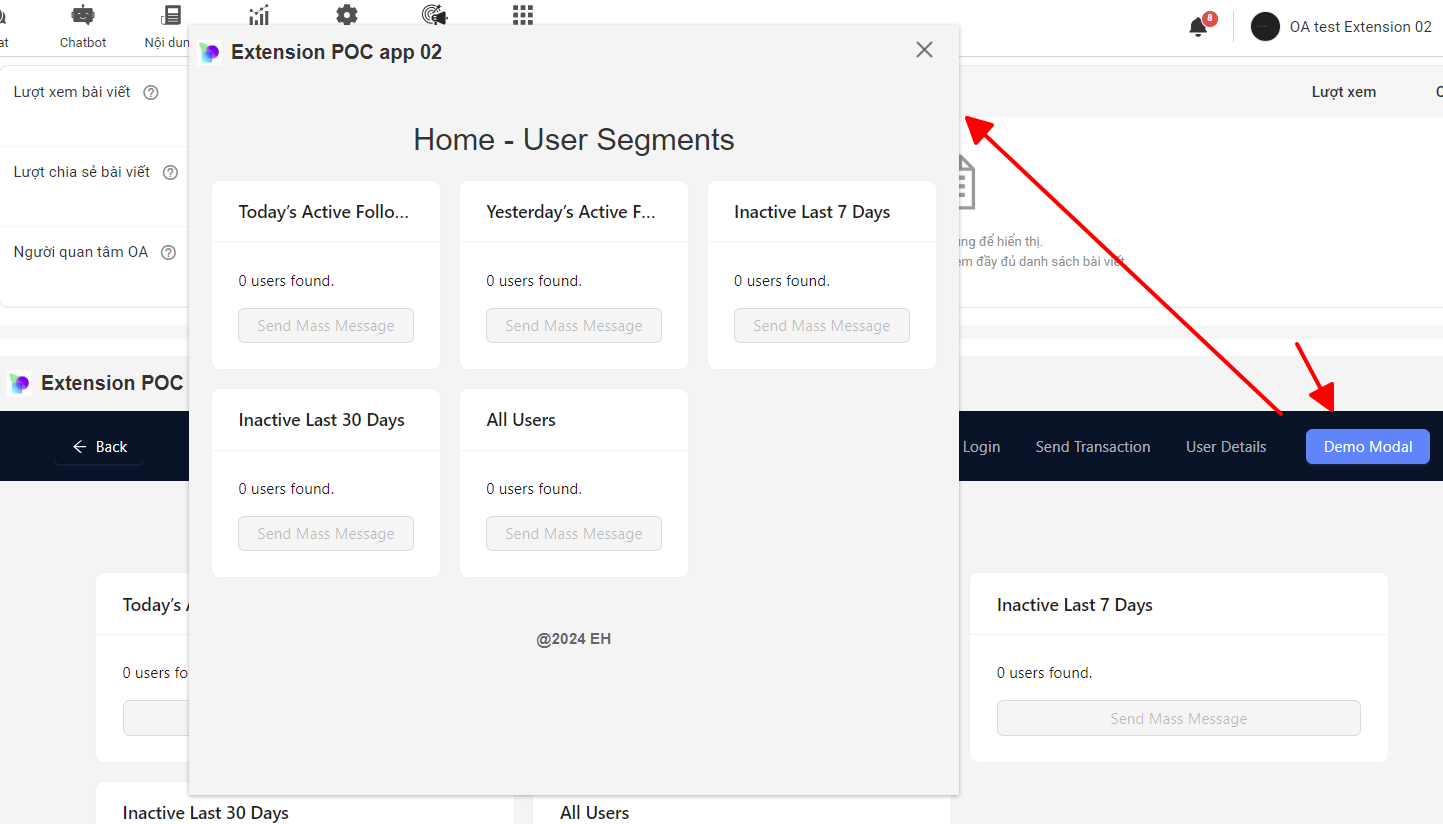 at
Chatbot
Nội dun
8
OA test Extension 02
Extension POC app 02
Lượt xem bài viết
Lượt xem
Home - User Segments
Lượt chia sẻ bài viết
Người quan tâm OA
ung để hiển thị.
em đầy đủ danh sách bài viết
Today's Active Follo...
0 users found.
Send Mass Message
Yesterday's Active F...
0 users found.
Send Mass Message
Inactive Last 7 Days
0 users found.
Send Mass Message
Inactive Last 30 Days
0 users found.
Send Mass Message
All Users
0 users found.
Send Mass Message
@2024 EH
Extension POC
Back
Login
Send Transaction
User Details
Demo Modal
Today's A
0 users fo
Inactive Last 7 Days
0 users found.
Send Mass Message
Inactive Last 30 Days
All Users